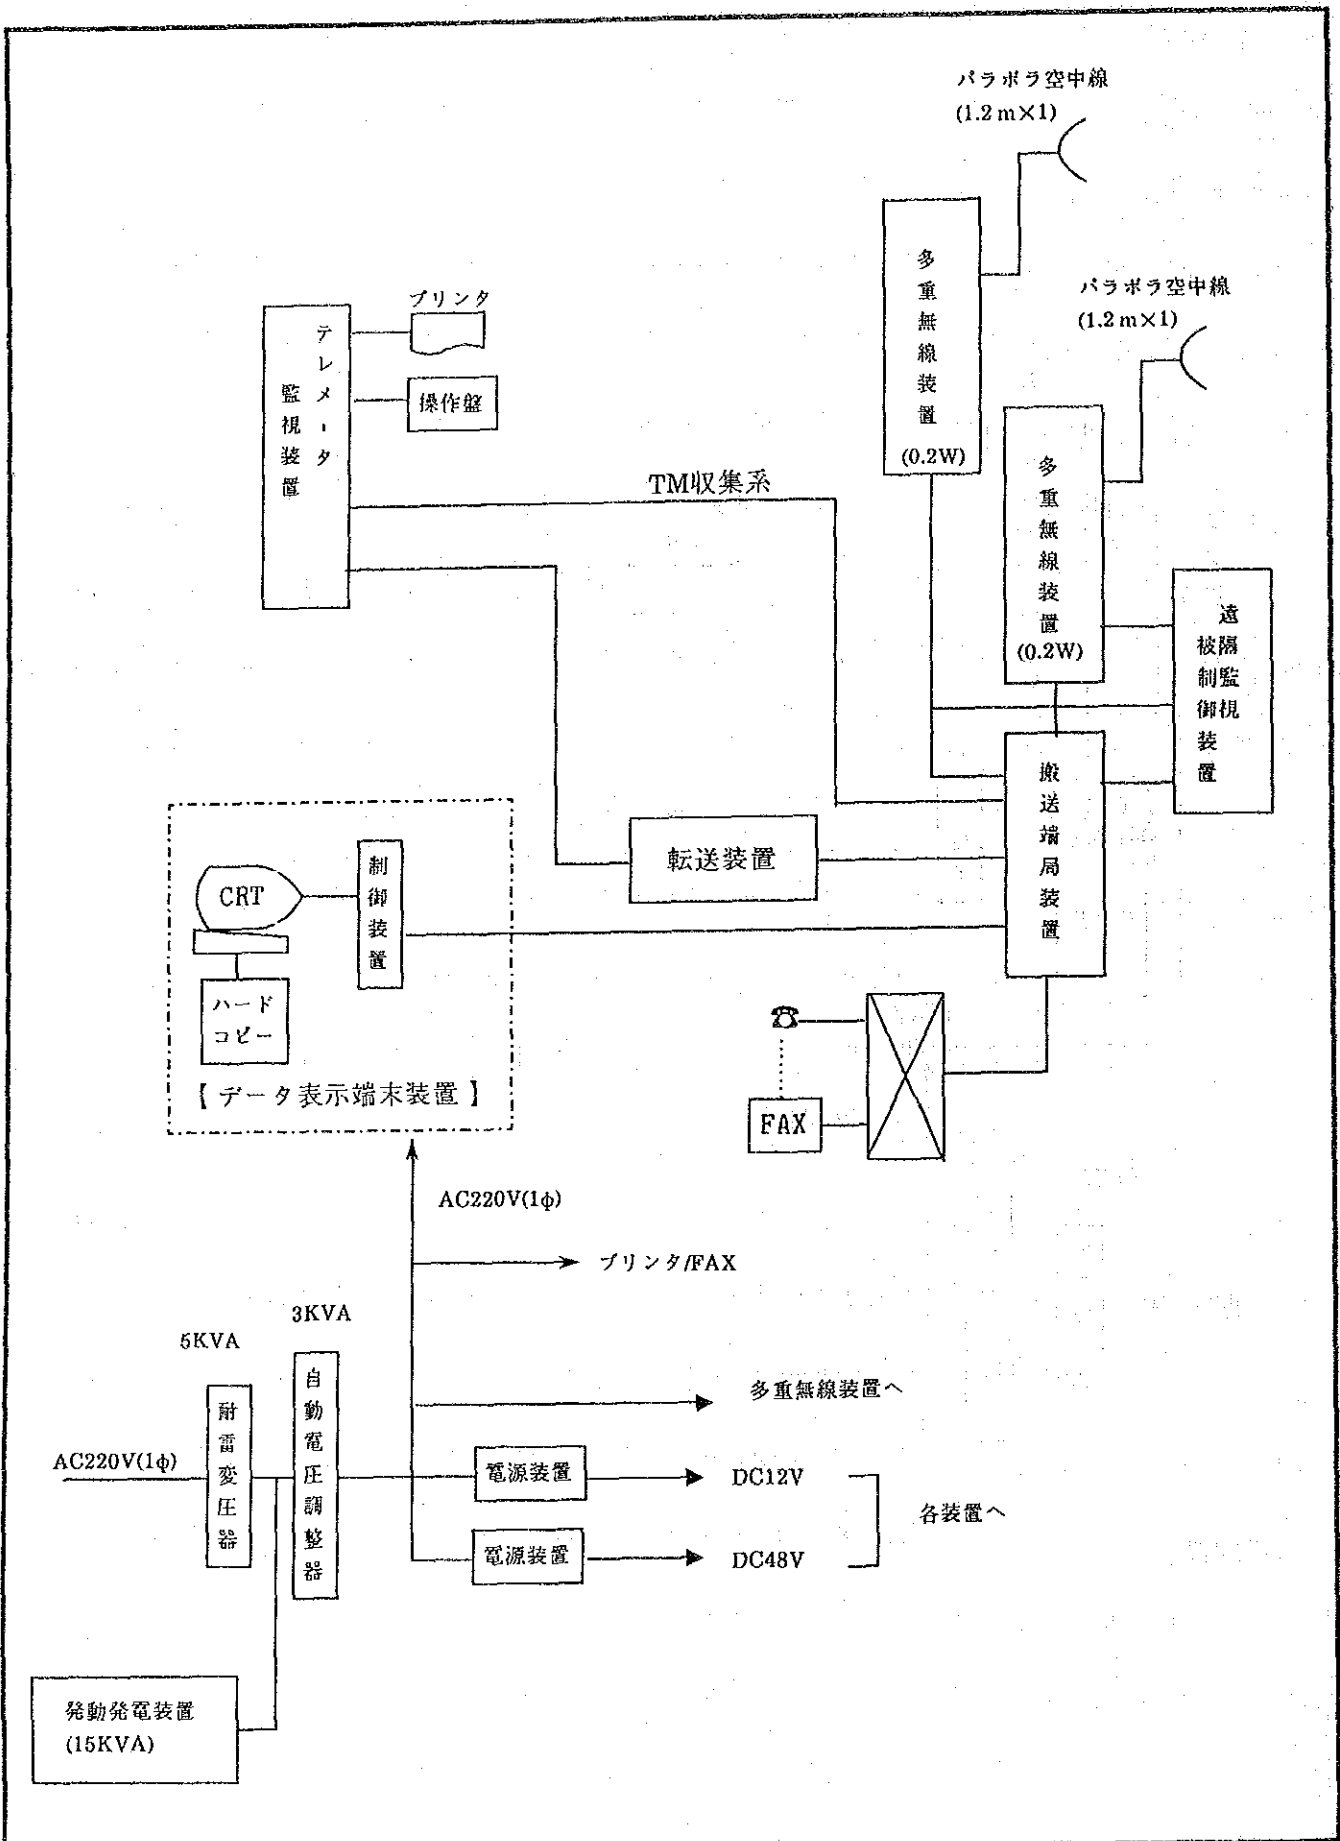 パラボラ空中線
(1.2m×1)
多重無線装置
(0.2W)
パラボラ空中線
(1.2m×1)
多重無線装置
(0.2W)
プリンタ
テレメータ
監視装置
操作盤
TM収集系
遠隔監視
被制御装置
搬送端局装置
転送装置
CRT
制御装置
ハード
コピー
【データ表示端末装置】
FAX
AC220V(1φ)
プリンタ/FAX
3KVA
5KVA
自動電圧調整器
耐雷変圧器
AC220V(1φ)
多重無線装置へ
電源装置
DC12V
各装置へ
電源装置
DC48V
発動発電装置
(15KVA)